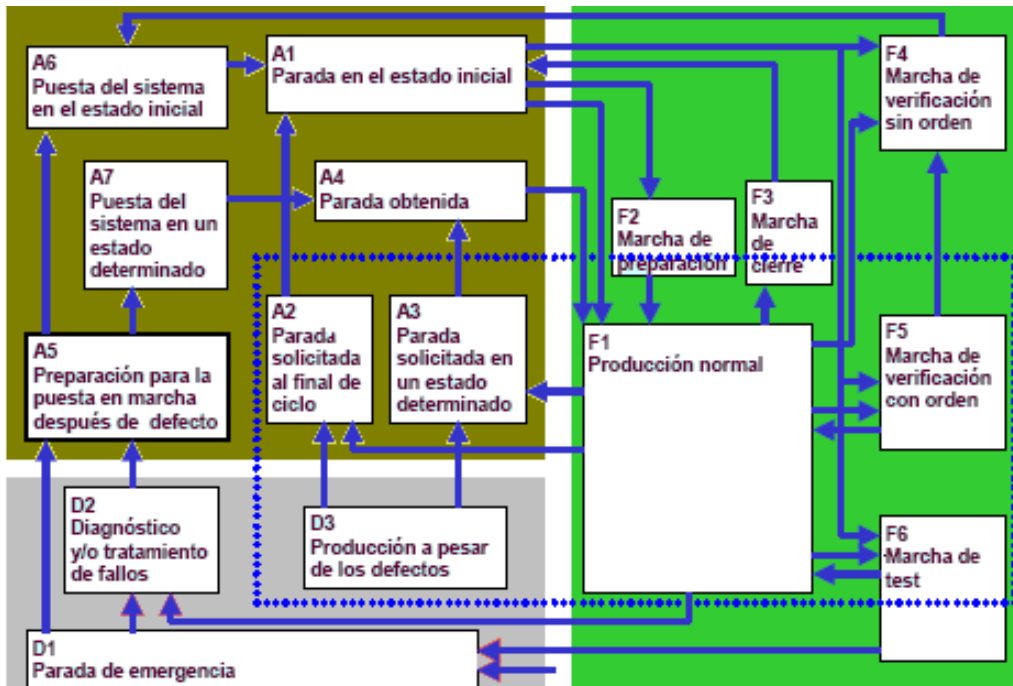 A6
Puesta del sistema
en el estado inicial
A1
Parada en el estado inicial
F4
Marcha de
verificación
sin orden
A7
Puesta del
sistema en un
estado
determinado
A4
Parada obtenida
F2
Marcha de
preparación
F3
Marcha
de
cierre
A5
Preparación para la
puesta en marcha
después de defecto
A2
Parada
solicitada
al final de
ciclo
A3
Parada
solicitada en
un estado
determinado
F1
Producción normal
F5
Marcha de
verificación
con orden
D2
Diagnóstico
y/o tratamiento
de fallos
D3
Producción a pesar
de los defectos
F6
Marcha de
test
D1
Parada de emergencia